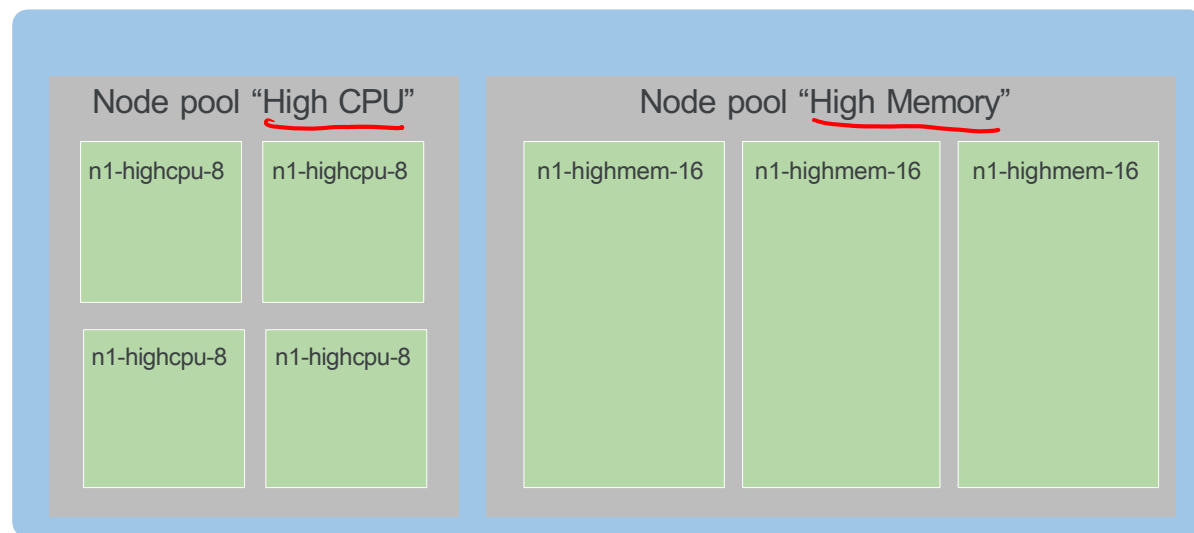 Node pool “High CPU”
n1-highcpu-8
n1-highcpu-8
n1-highcpu-8
n1-highcpu-8
Node pool “High Memory”
n1-highmem-16
n1-highmem-16
n1-highmem-16